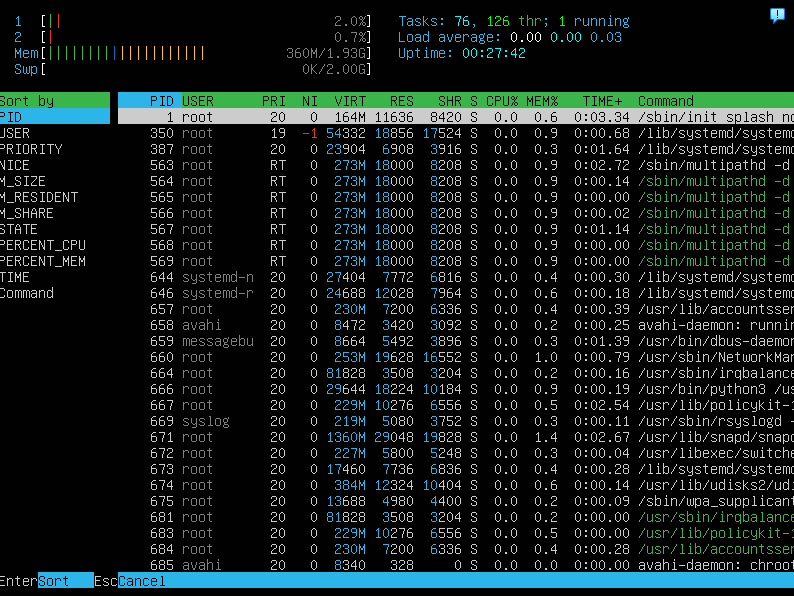 1 [|| 2.0%] Tasks: 76, 126 thr; 1 running
2 [| 0.7%] Load average: 0.00 0.00 0.03
Mem[|||||||||||||||||||| 360M/1.93G] Uptime: 00:27:42
Swp[ 0K/2.00G]
Sort by PID USER PRI NI VIRT RES SHR S CPU% MEM% TIME+ Command
PID 1 root 20 0 164M 11636 8420 S 0.0 0.6 0:03.34 /sbin/init splash no
USER 350 root 19 -1 54332 18856 17524 S 0.0 0.9 0:00.68 /lib/systemd/systemd
PRIORITY 387 root 20 0 23904 6908 3916 S 0.0 0.3 0:01.64 /lib/systemd/systemd
NICE 563 root RT 0 273M 18000 8208 S 0.0 0.9 0:02.72 /sbin/multipathd -d
M_SIZE 564 root RT 0 273M 18000 8208 S 0.0 0.9 0:00.14 /sbin/multipathd -d
M_RESIDENT 565 root RT 0 273M 18000 8208 S 0.0 0.9 0:00.00 /sbin/multipathd -d
M_SHARE 566 root RT 0 273M 18000 8208 S 0.0 0.9 0:00.02 /sbin/multipathd -d
STATE 567 root RT 0 273M 18000 8208 S 0.0 0.9 0:01.14 /sbin/multipathd -d
PERCENT_CPU 568 root RT 0 273M 18000 8208 S 0.0 0.9 0:00.00 /sbin/multipathd -d
PERCENT_MEM 569 root RT 0 273M 18000 8208 S 0.0 0.9 0:00.00 /sbin/multipathd -d
TIME 644 systemd-n 20 0 27404 7772 6816 S 0.0 0.4 0:00.30 /lib/systemd/systemd
Command 646 systemd-r 20 0 24688 12028 7964 S 0.0 0.6 0:00.18 /lib/systemd/systemd
657 root 20 0 230M 7200 6336 S 0.0 0.4 0:00.39 /usr/lib/accountsser
658 avahi 20 0 8472 3420 3092 S 0.0 0.2 0:00.25 avahi-daemon: runnin
659 messagebu 20 0 8664 5492 3896 S 0.0 0.3 0:01.39 /usr/bin/dbus-daemon
660 root 20 0 253M 19628 16552 S 0.0 1.0 0:00.79 /usr/sbin/NetworkMan
664 root 20 0 81828 3508 3204 S 0.0 0.2 0:00.16 /usr/sbin/irqbalance
666 root 20 0 29644 18224 10184 S 0.0 0.9 0:00.19 /usr/bin/python3 /us
667 root 20 0 229M 10276 6556 S 0.0 0.5 0:02.54 /usr/lib/policykit-1
669 syslog 20 0 219M 5080 3752 S 0.0 0.3 0:00.11 /usr/sbin/rsyslogd -
671 root 20 0 1360M 29048 19828 S 0.0 1.4 0:02.67 /usr/lib/snapd/snapd
672 root 20 0 227M 5800 5248 S 0.0 0.3 0:00.04 /usr/libexec/switche
673 root 20 0 17460 7736 6836 S 0.0 0.4 0:00.28 /lib/systemd/systemd
674 root 20 0 384M 12324 10404 S 0.0 0.6 0:00.14 /usr/lib/udisks2/udi
675 root 20 0 13688 4980 4400 S 0.0 0.2 0:00.09 /sbin/wpa_supplicant
681 root 20 0 81828 3508 3204 S 0.0 0.2 0:00.00 /usr/sbin/irqbalance
683 root 20 0 229M 10276 6556 S 0.0 0.5 0:00.00 /usr/lib/policykit-1
684 root 20 0 230M 7200 6336 S 0.0 0.4 0:00.28 /usr/lib/accountsser
685 avahi 20 0 8340 328 0 S 0.0 0.0 0:00.00 avahi-daemon: chroot
EnterSort EscCancel